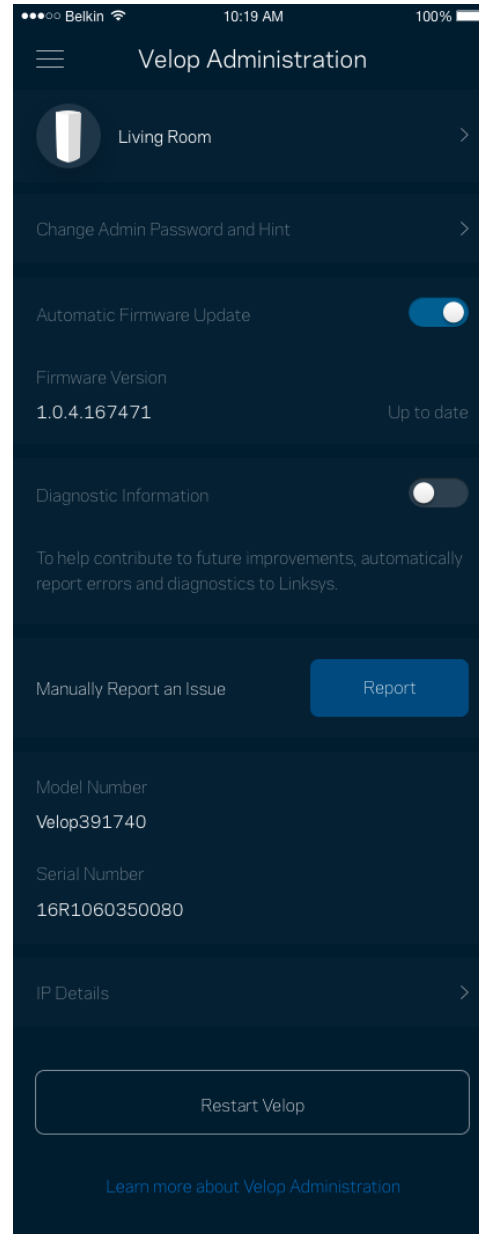 Belkin 10:19 AM 100%
Velop Administration
Living Room
Change Admin Password and Hint
Automatic Firmware Update
Firmware Version
1.0.4.167471 Up to date
Diagnostic Information
To help contribute to future improvements, automatically
report errors and diagnostics to Linksys.
Manually Report an Issue Report
Model Number
Velop391740
Serial Number
16R1060350080
IP Details
Restart Velop
Learn more about Velop Administration